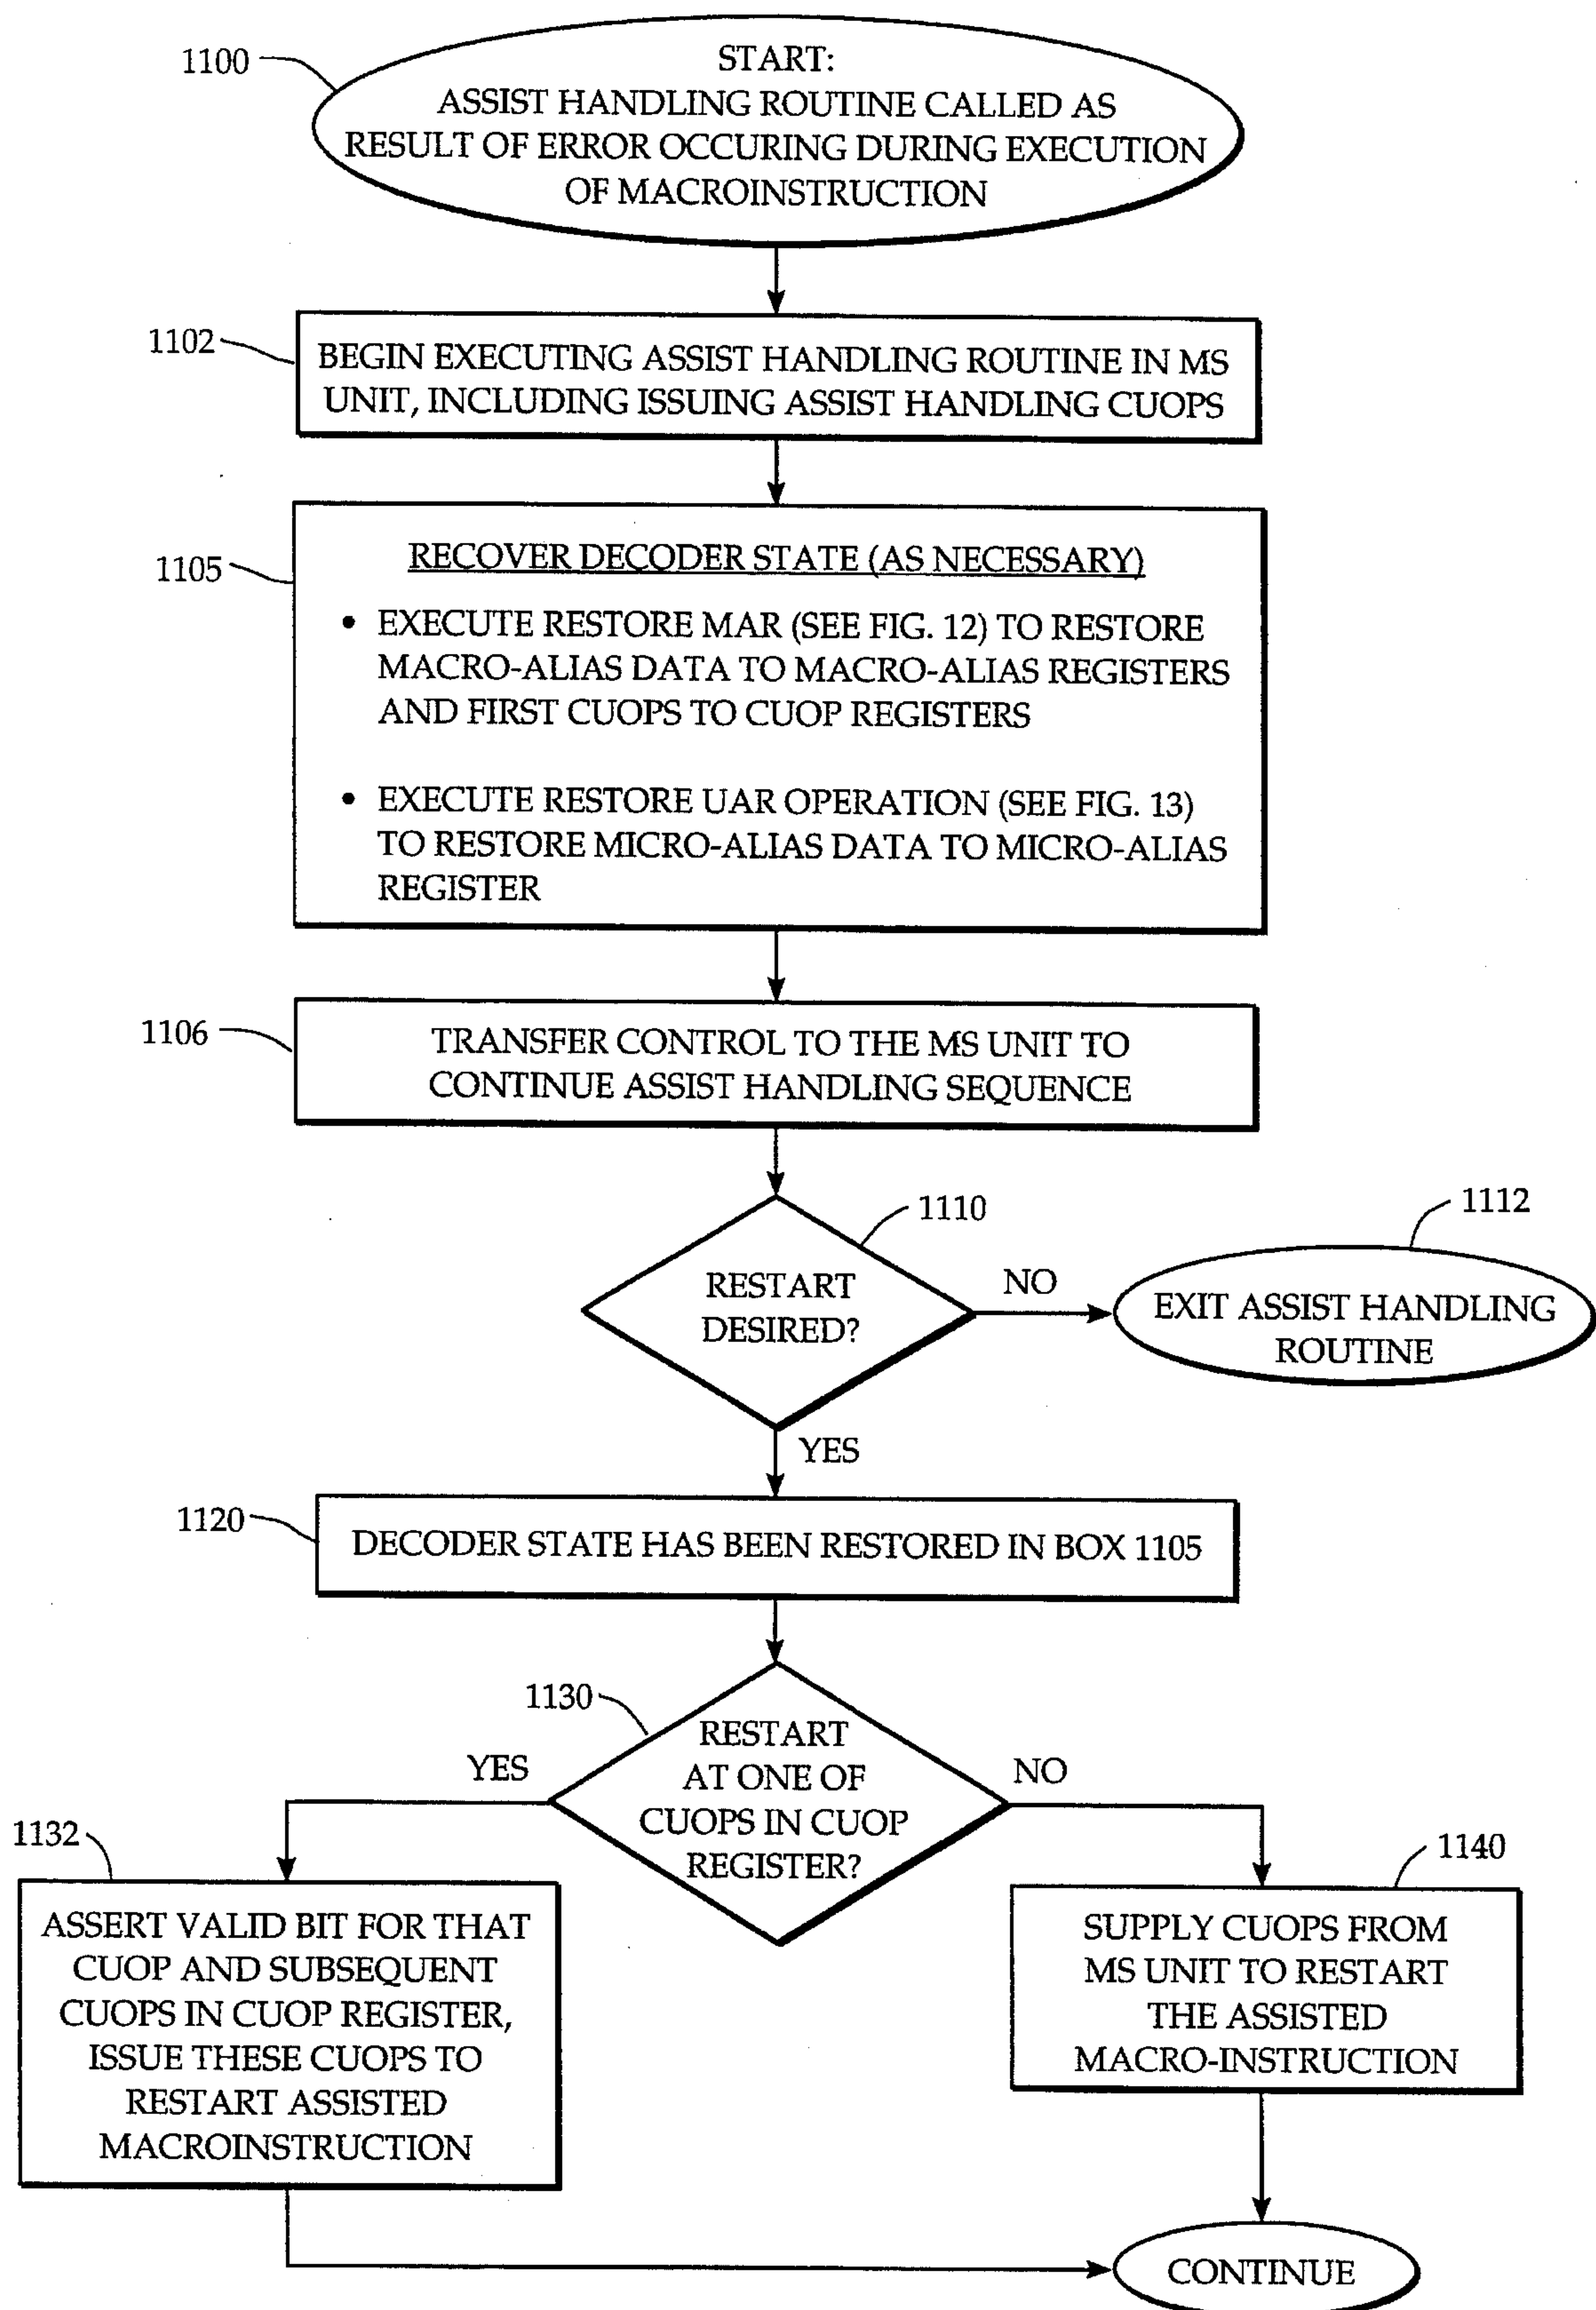 1100
START:
ASSIST HANDLING ROUTINE CALLED AS
RESULT OF ERROR OCCURING DURING EXECUTION
OF MACROINSTRUCTION
1102
BEGIN EXECUTING ASSIST HANDLING ROUTINE IN MS
UNIT, INCLUDING ISSUING ASSIST HANDLING CUOPS
1105
RECOVER DECODER STATE (AS NECESSARY)
• EXECUTE RESTORE MAR (SEE FIG. 12) TO RESTORE
MACRO-ALIAS DATA TO MACRO-ALIAS REGISTERS
AND FIRST CUOPS TO CUOP REGISTERS
• EXECUTE RESTORE UAR OPERATION (SEE FIG. 13)
TO RESTORE MICRO-ALIAS DATA TO MICRO-ALIAS
REGISTER
1106
TRANSFER CONTROL TO THE MS UNIT TO
CONTINUE ASSIST HANDLING SEQUENCE
1110
RESTART
DESIRED?
NO
1112
EXIT ASSIST HANDLING
ROUTINE
YES
1120
DECODER STATE HAS BEEN RESTORED IN BOX 1105
1130
RESTART
AT ONE OF
CUOPS IN CUOP
REGISTER?
YES
NO
1132
ASSERT VALID BIT FOR THAT
CUOP AND SUBSEQUENT
CUOPS IN CUOP REGISTER,
ISSUE THESE CUOPS TO
RESTART ASSISTED
MACROINSTRUCTION
1140
SUPPLY CUOPS FROM
MS UNIT TO RESTART
THE ASSISTED
MACRO-INSTRUCTION
CONTINUE